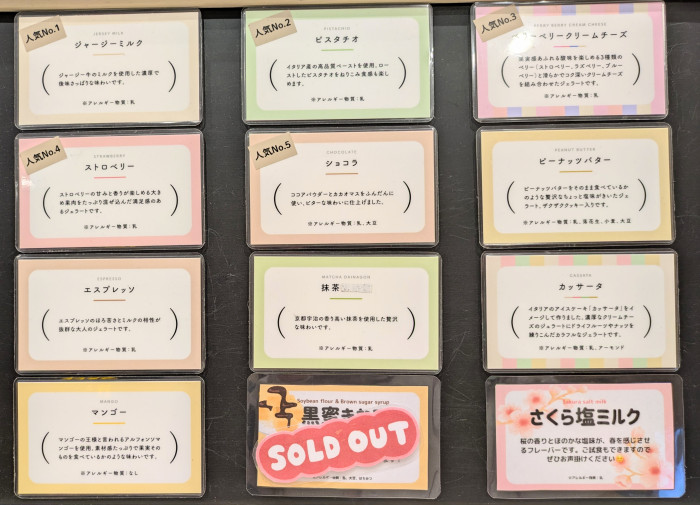 人気No.1
JERSEY MILK
ジャージーミルク
ジャージー牛のミルクを使用した濃厚で
後味さっぱりな味わいです。
※アレルギー物質：乳
人気No.2
PISTACHIO
ピスタチオ
イタリア産の高品質ペーストを使用。ロー
ストしたピスタチオをねりこみ食感も楽し
めます。
※アレルギー物質：乳
人気No.3
BERRY CREAM CHEESE
ベリークリームチーズ
果実感あふれる酸味を楽しめる3種類の
ベリー（ストロベリー、ラズベリー、ブルー
ベリー）と滑らかでコク深いクリームチーズ
を組み合わせたジェラートです。
※アレルギー物質：乳
人気No.4
STRAWBERRY
ストロベリー
ストロベリーの甘みと香りが楽しめる大き
め果肉をたっぷり混ぜ込んだ満足感のあ
るジェラートです。
※アレルギー物質：乳
人気No.5
CHOCOLATE
ショコラ
ココアパウダーとカカオマスをふんだんに
使い、ビターな味わいに仕上げました。
※アレルギー物質：乳、大豆
PEANUT BUTTER
ピーナッツバター
ピーナッツバターをそのまま食べているか
のような贅沢なちょっと塩味がきいたジェ
ラート。ザクザククッキー入りです。
※アレルギー物質：乳、落花生、小麦、大豆
ESPRESSO
エスプレッソ
エスプレッソのほろ苦さとミルクの相性が
抜群な大人のジェラートです。
※アレルギー物質：乳
MATCHA
抹茶
京都宇治の香り高い抹茶を使用した贅沢
な味わいです。
※アレルギー物質：乳
CASSATA
カッサータ
イタリアのアイスケーキ「カッサータ」をイ
メージして作りました。濃厚なクリームチー
ズのジェラートにドライフルーツやナッツを
練りこんだカラフルなジェラートです。
※アレルギー物質：乳、アーモンド
MANGO
マンゴー
マンゴーの王様と言われるアルフォンソマ
ンゴーを使用。素材感たっぷりで果実その
ものを食べているかのような味わいです。
※アレルギー物質：なし
Soybean flour & Brown sugar syrup
黒蜜き
SOLD OUT
Sakura salt milk
さくら塩ミルク
桜の香りとほのかな塩味が、春を感じさせ
るフレーバーです。ご試食もできますので
ぜひお声掛けください
※アレルギー物質：乳